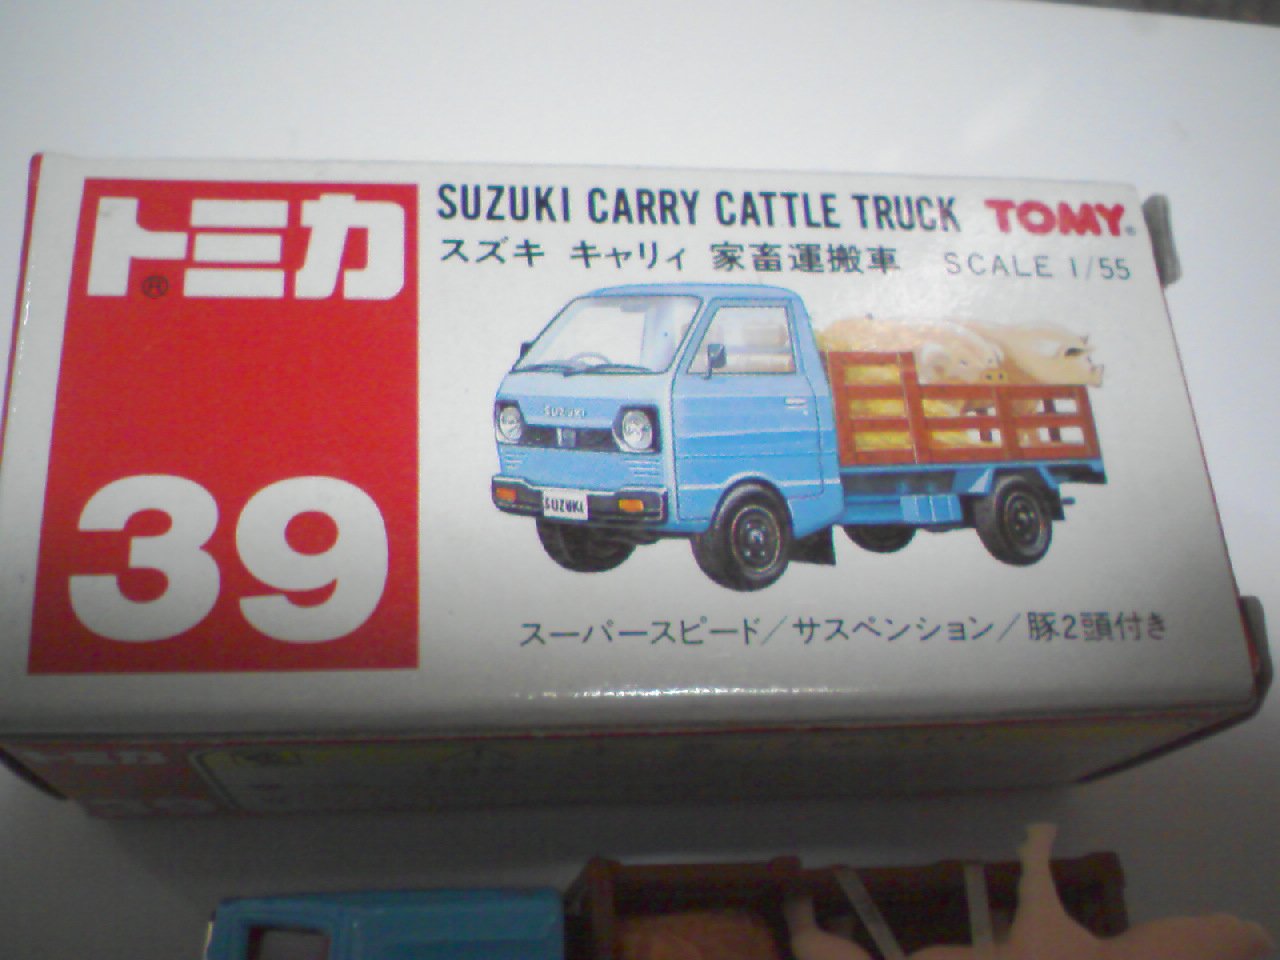 トミカ®
39
SUZUKI CARRY CATTLE TRUCK TOMY®
スズキ キャリィ 家畜運搬車 SCALE 1/55
SUZUKI
SUZUKI
スーパースピード/サスペンション/豚2頭付き